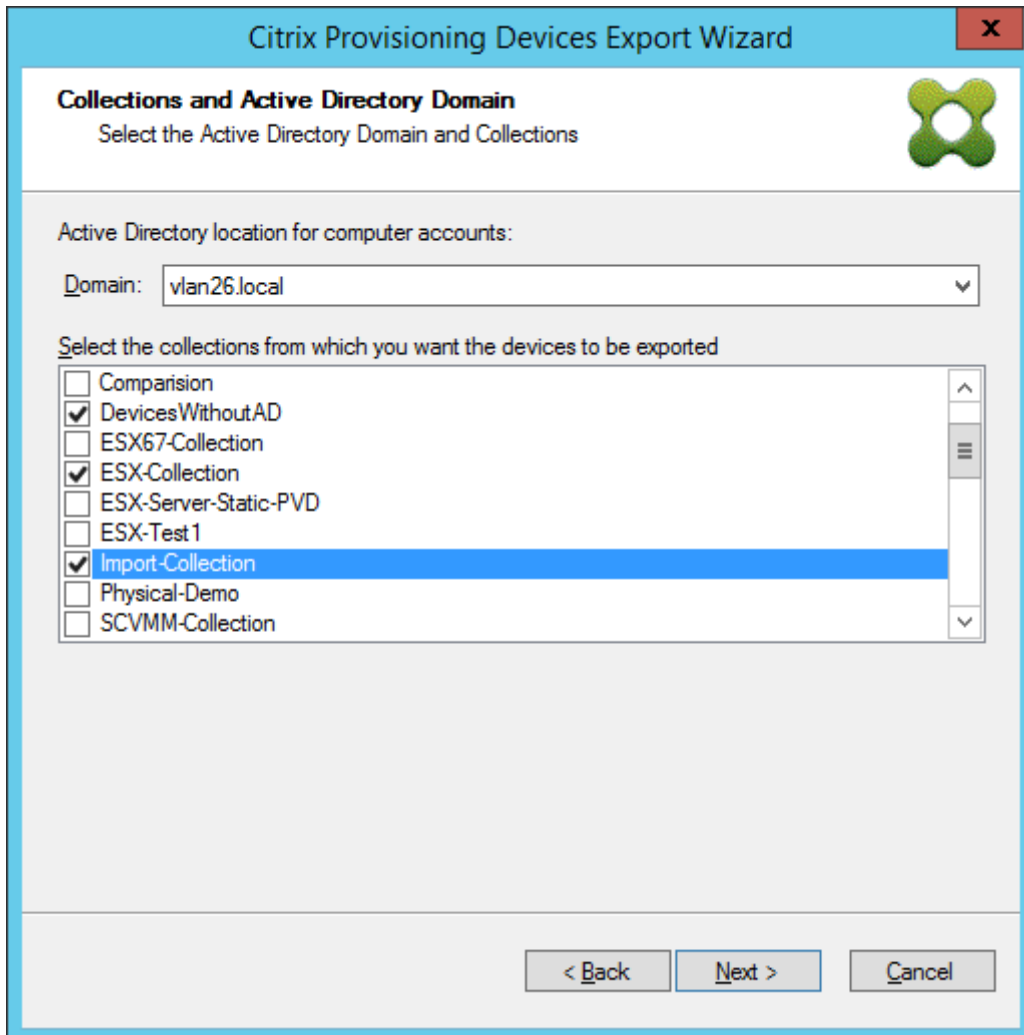 Citrix Provisioning Devices Export Wizard
x
Collections and Active Directory Domain
Select the Active Directory Domain and Collections
Active Directory location for computer accounts:
Domain: vlan26.local
Select the collections from which you want the devices to be exported
Comparision
DevicesWithoutAD
ESX67-Collection
ESX-Collection
ESX-Server-Static-PVD
ESX-Test1
Import-Collection
Physical-Demo
SCVMM-Collection
< Back Next > Cancel